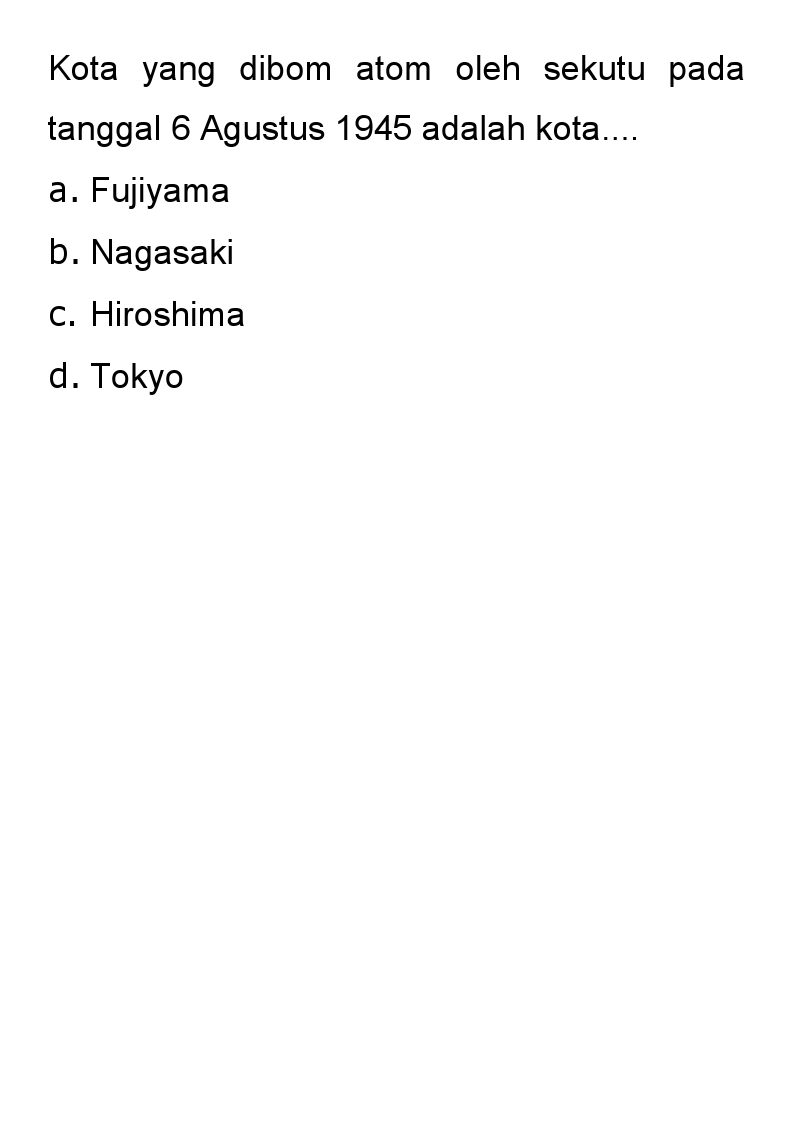 Kota yang dibom atom oleh sekutu pada
tanggal 6 Agustus 1945 adalah kota....
a. Fujiyama
b. Nagasaki
c. Hiroshima
d. Tokyo